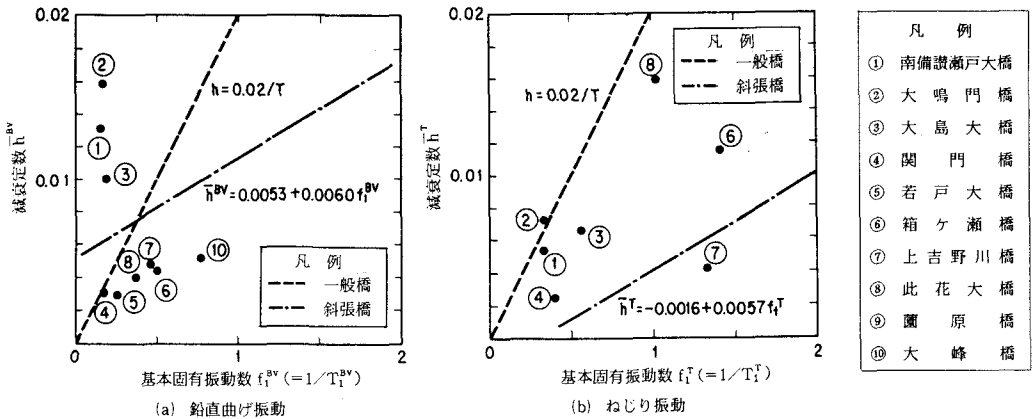 0.02
0.01
0
1
2
減衰定数 h̄^BV
②
①
③
⑦
⑧
④
⑤
⑥
⑩
h=0.02/T
h̄^BV=0.0053+0.0060f₁^BV
凡 例
一般橋
斜張橋
基本固有振動数 f₁^BV(=1/T₁^BV)
(a) 鉛直曲げ振動
0.02
0.01
0
1
2
減衰定数 h̄^T
⑧
⑥
②
①
③
④
⑦
h=0.02/T
h̄^T=-0.0016+0.0057f₁^T
凡 例
一般橋
斜張橋
基本固有振動数 f₁^T(=1/T₁^T)
(b) ねじり振動
凡 例
① 南備讃瀬戸大橋
② 大鳴門橋
③ 大島大橋
④ 関門橋
⑤ 若戸大橋
⑥ 箱ケ瀬橋
⑦ 上吉野川橋
⑧ 此花大橋
⑨ 薗原橋
⑩ 大峰橋